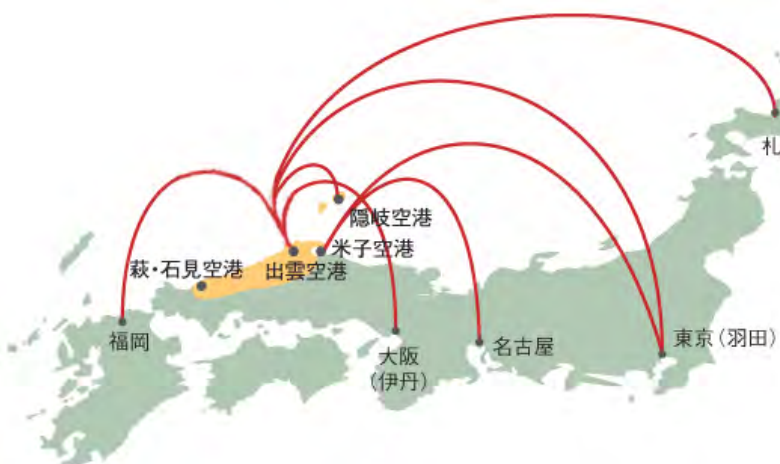 札
隠岐空港
米子空港
萩・石見空港
出雲空港
福岡
大阪
（伊丹）
名古屋
東京（羽田）